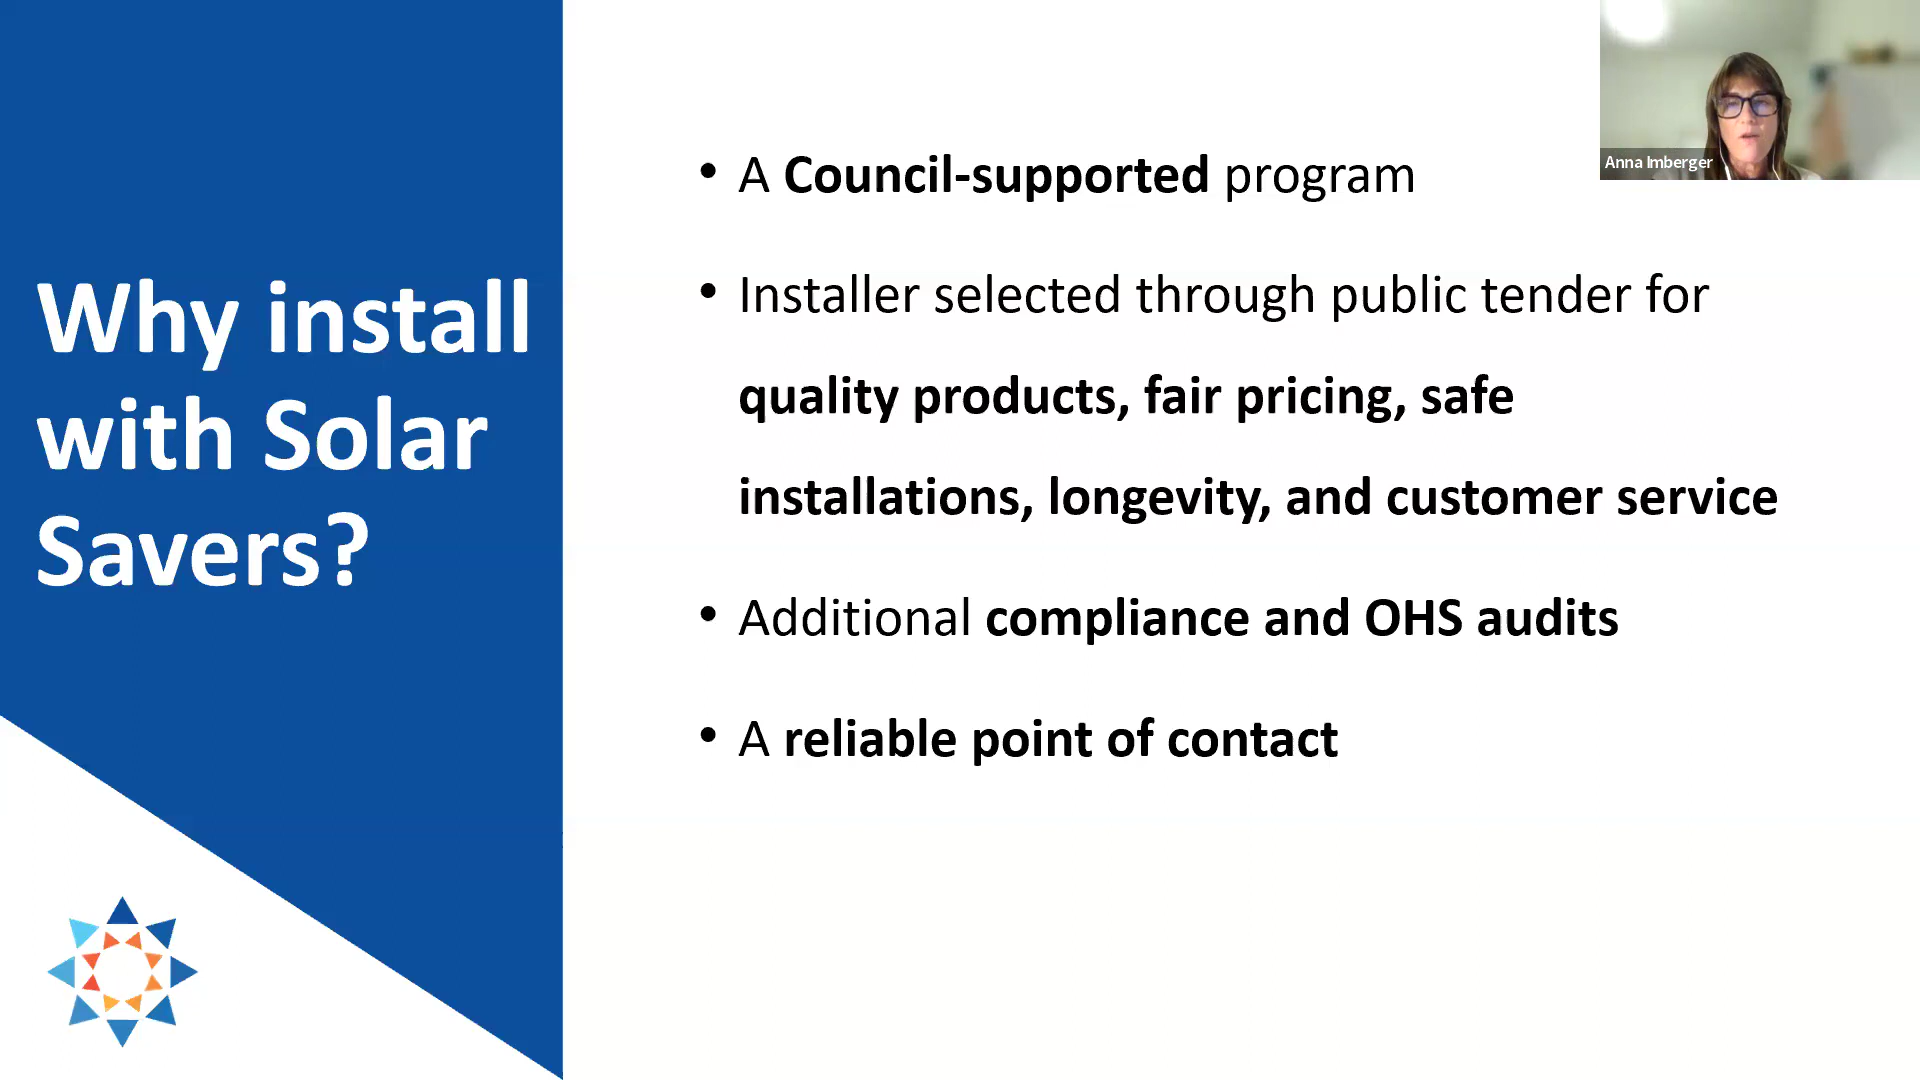 Why install
with Solar
Savers?
• A Council-supported program
• Installer selected through public tender for
quality products, fair pricing, safe
installations, longevity, and customer service
• Additional compliance and OHS audits
• A reliable point of contact
Anna Imberger